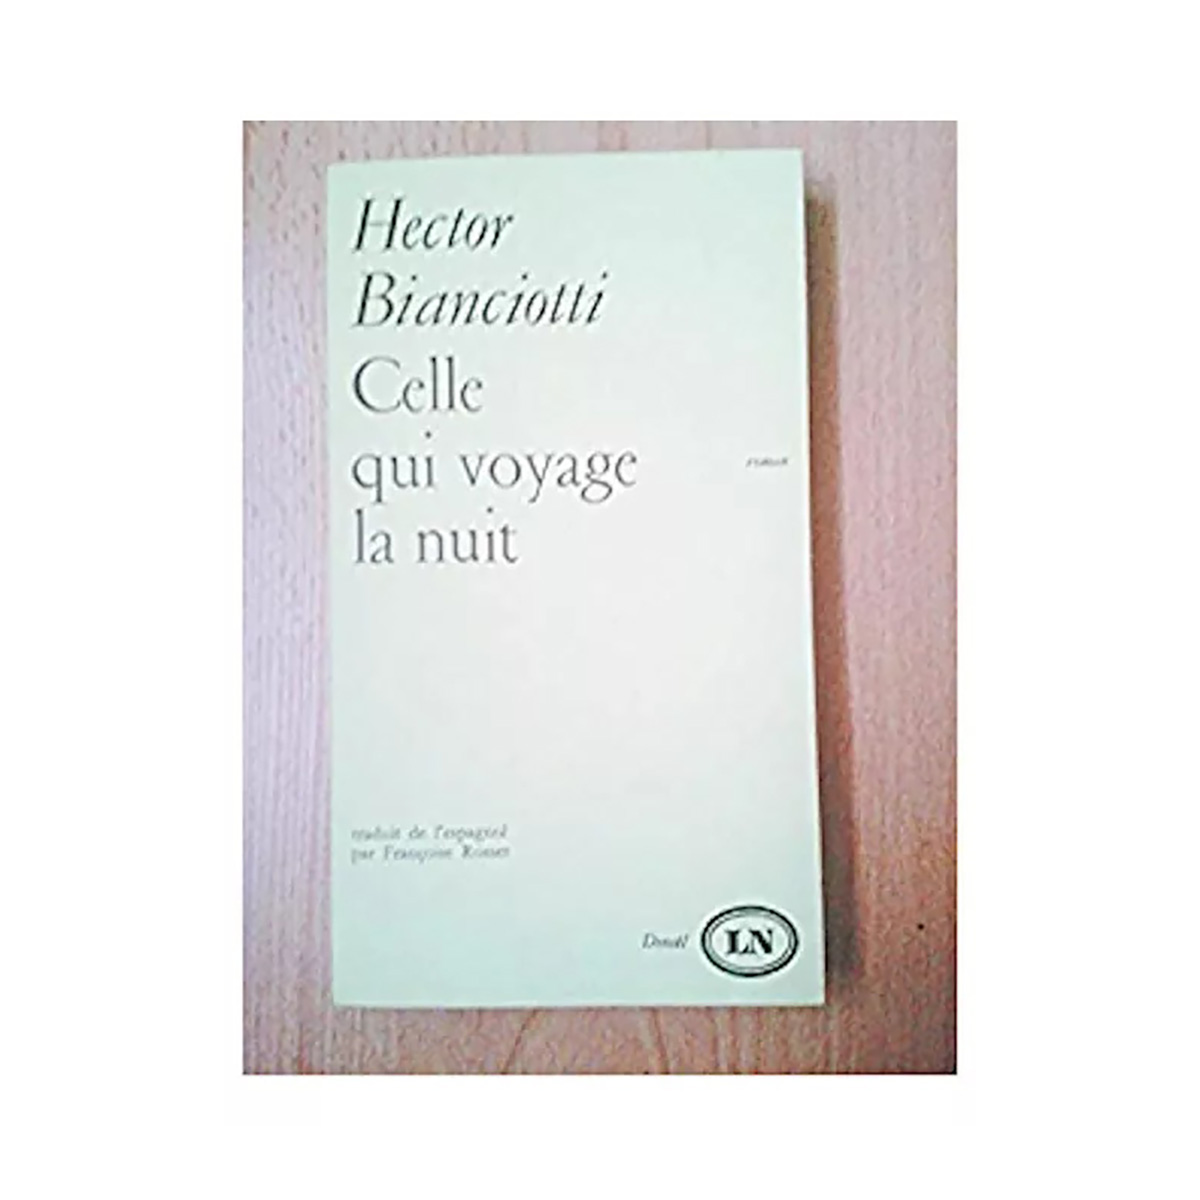 Hector
Bianciotti
Celle
qui voyage
la nuit
roman
traduit de l'espagnol
par Françoise Rosset
Denoël
LN